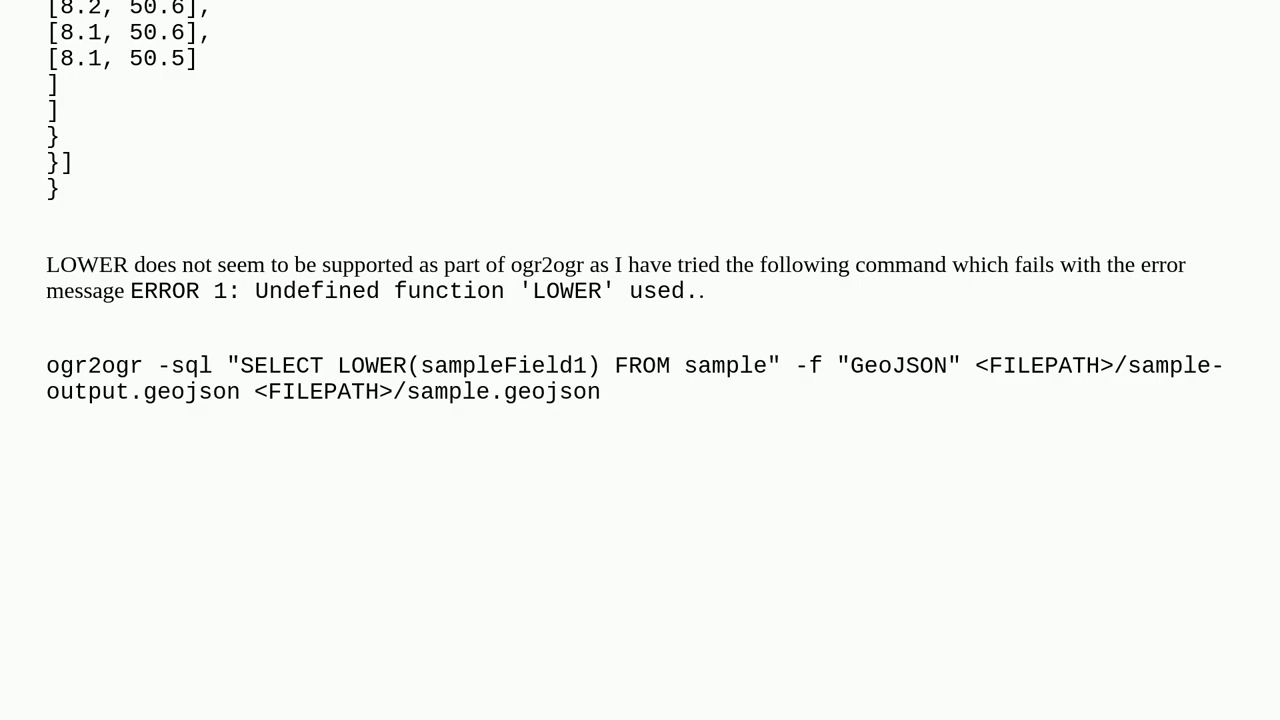 [8.2, 50.6],
[8.1, 50.6],
[8.1, 50.5]
]
]
}
}]
}
LOWER does not seem to be supported as part of ogr2ogr as I have tried the following command which fails with the error
message ERROR 1: Undefined function 'LOWER' used..
ogr2ogr -sql "SELECT LOWER(sampleField1) FROM sample" -f "GeoJSON" <FILEPATH>/sample-
output.geojson <FILEPATH>/sample.geojson